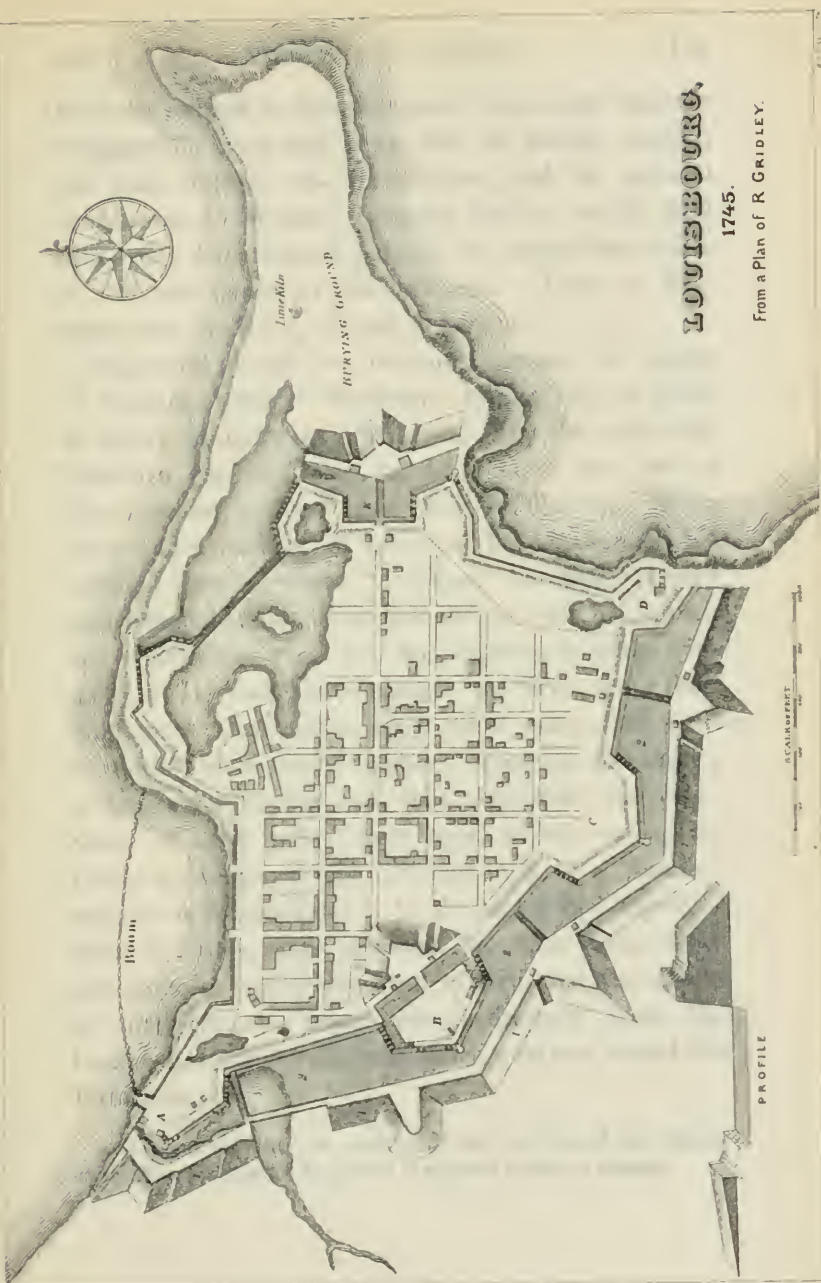 LOUISBOURG,
1745.
From a Plan of R GRIDLEY.
Boom
Lime Kiln
BURYING GROUND
A
B
C
D
SCALE OF FEET
PROFILE